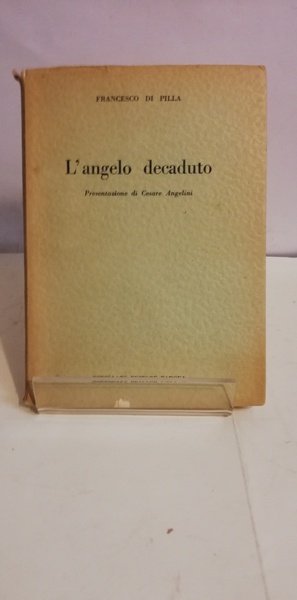 FRANCESCO DI PILLA
L'angelo decaduto
Presentazione di Cesare Angelini